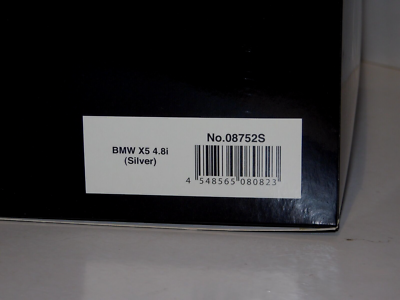 No.08752S
BMW X5 4.8i
(Silver)
4 548565 080823